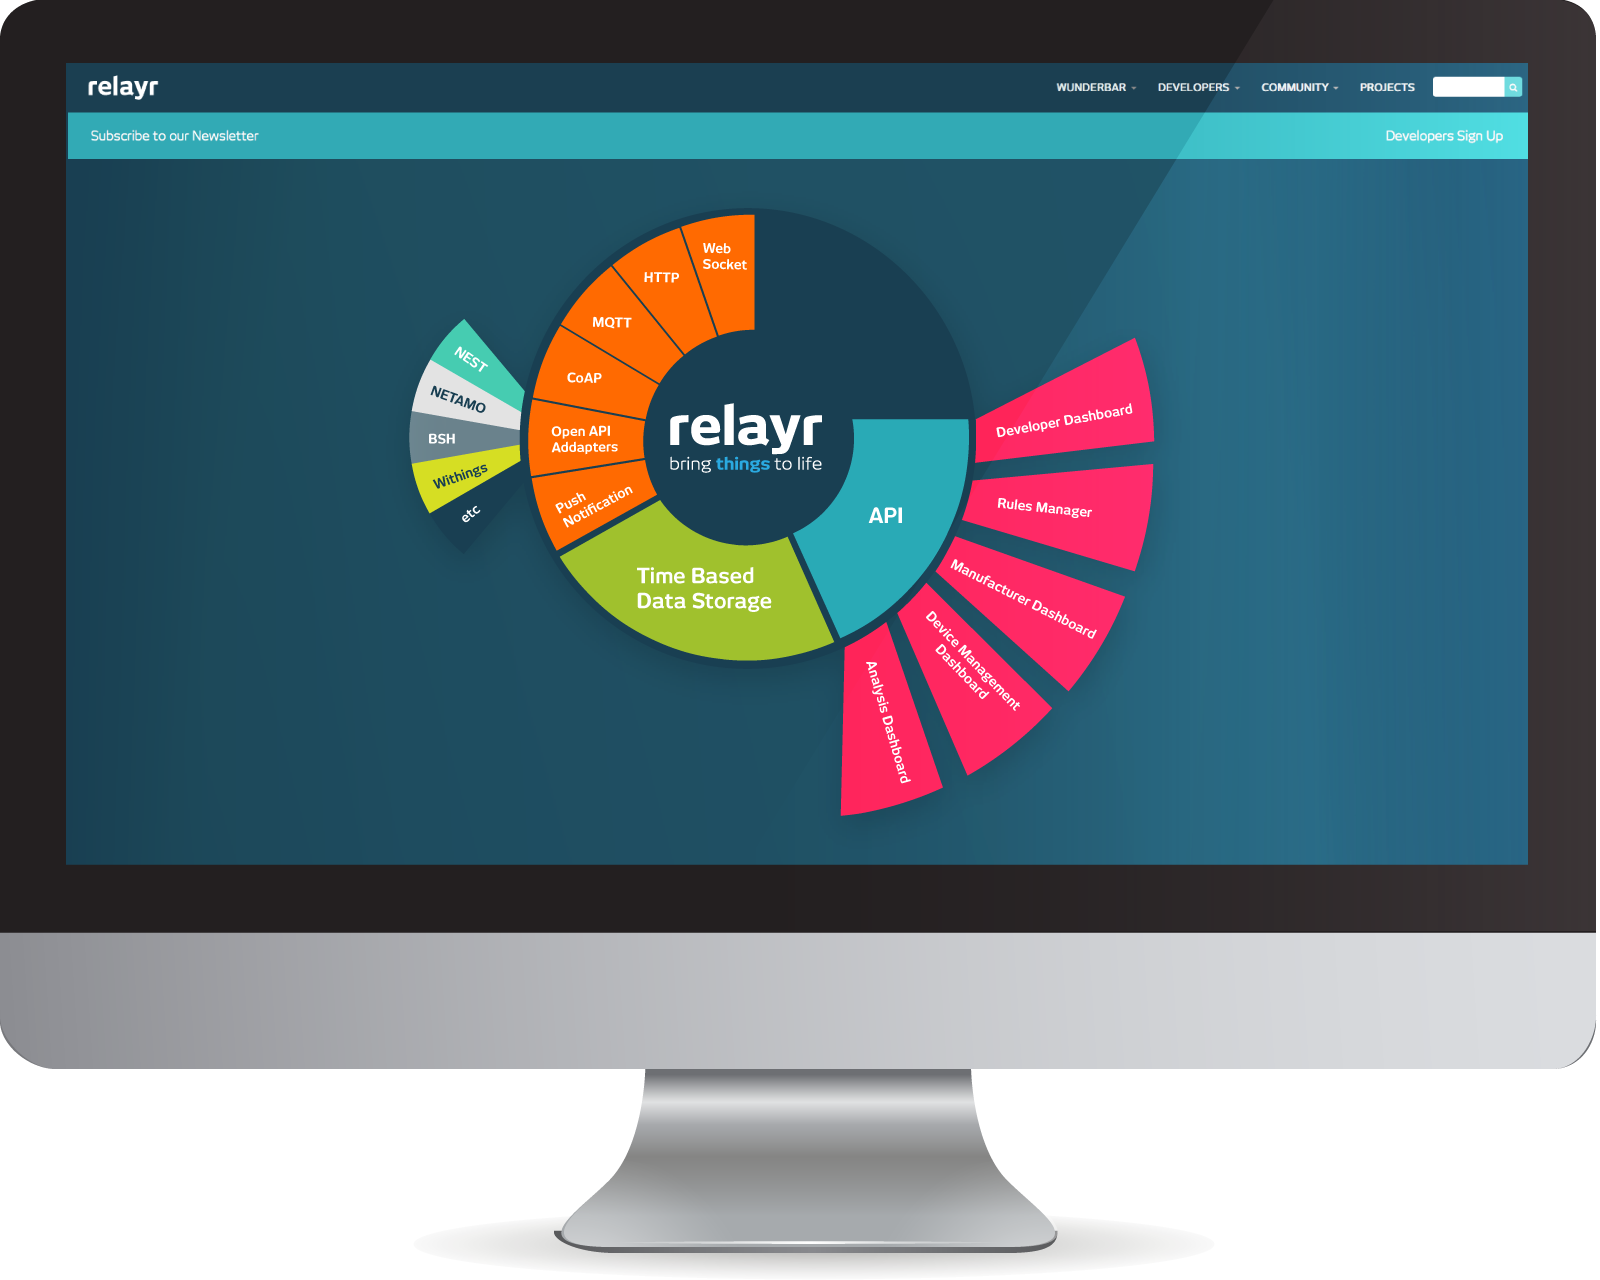 relayr
WUNDERBAR
DEVELOPERS
COMMUNITY
PROJECTS
Subscribe to our Newsletter
Developers Sign Up
Web
Socket
HTTP
MQTT
CoAP
Open API
Addapters
Push
Notification
NEST
NETAMO
BSH
Withings
etc
relayr
bring things to life
API
Time Based
Data Storage
Developer Dashboard
Rules Manager
Manufacturer Dashboard
Device Management
Dashboard
Analysis Dashboard